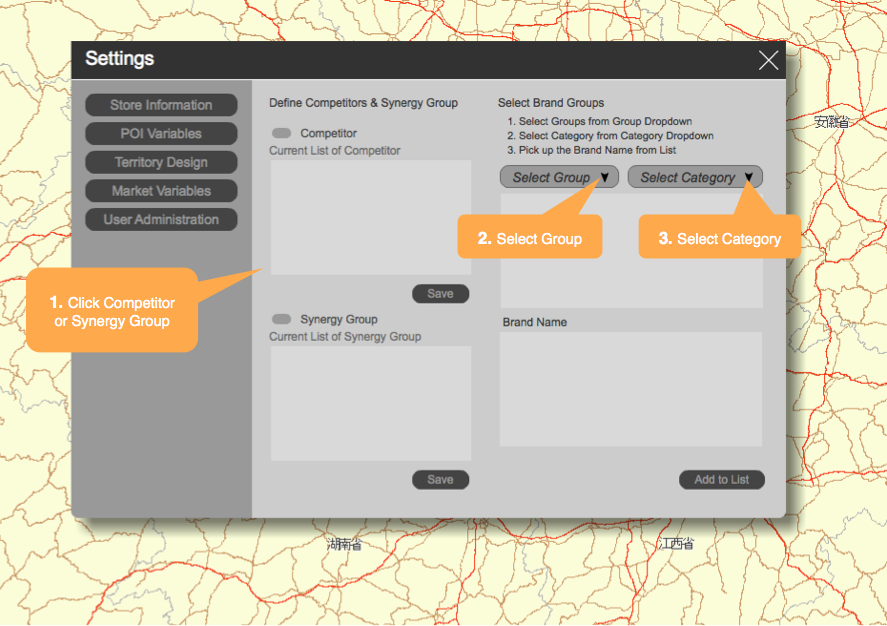 Settings
安徽省
Store Information
POI Variables
Territory Design
Market Variables
User Administration
Define Competitors & Synergy Group
Competitor
Current List of Competitor
Save
Synergy Group
Current List of Synergy Group
Save
Select Brand Groups
1. Select Groups from Group Dropdown
2. Select Category from Category Dropdown
3. Pick up the Brand Name from List
Select Group
Select Category
Brand Name
Add to List
1. Click Competitor
or Synergy Group
2. Select Group
3. Select Category
湖南省
江西省